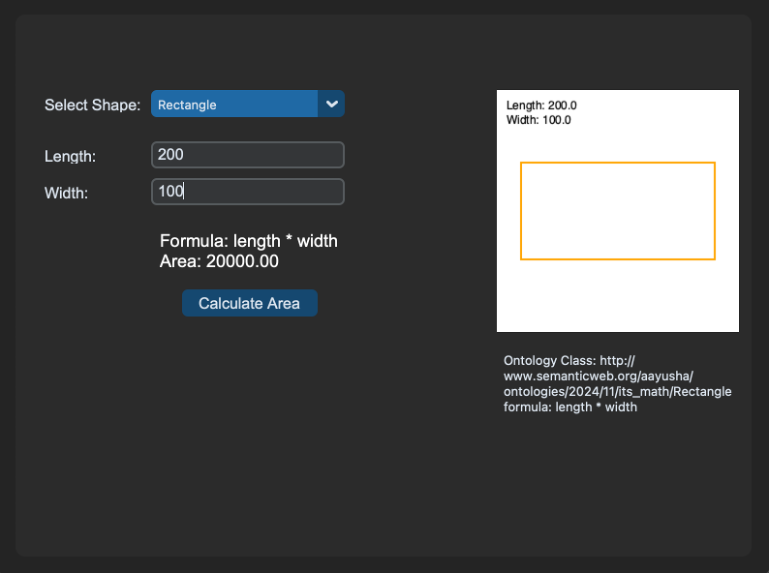 Select Shape: Rectangle
Length: 200
Width: 100
Formula: length * width
Area: 20000.00
Calculate Area
Length: 200.0
Width: 100.0
Ontology Class: http://
www.semanticweb.org/aayusha/
ontologies/2024/11/its_math/Rectangle
formula: length * width